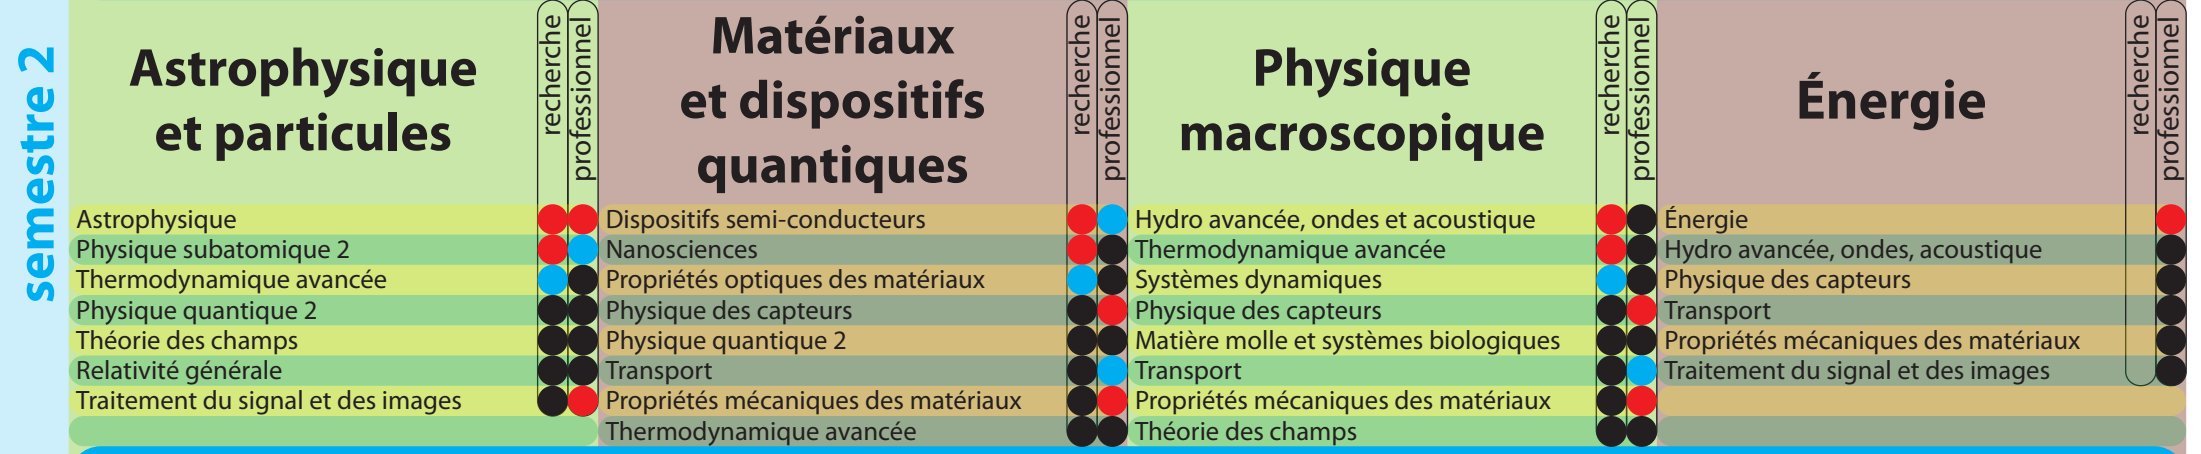 semestre 2
Astrophysique
et particules
recherche
professionnel
Astrophysique
Physique subatomique 2
Thermodynamique avancée
Physique quantique 2
Théorie des champs
Relativité générale
Traitement du signal et des images
Matériaux
et dispositifs
quantiques
recherche
professionnel
Dispositifs semi-conducteurs
Nanosciences
Propriétés optiques des matériaux
Physique des capteurs
Physique quantique 2
Transport
Propriétés mécaniques des matériaux
Thermodynamique avancée
Physique
macroscopique
recherche
professionnel
Hydro avancée, ondes et acoustique
Thermodynamique avancée
Systèmes dynamiques
Physique des capteurs
Matière molle et systèmes biologiques
Transport
Propriétés mécaniques des matériaux
Théorie des champs
Énergie
recherche
professionnel
Énergie
Hydro avancée, ondes, acoustique
Physique des capteurs
Transport
Propriétés mécaniques des matériaux
Traitement du signal et des images